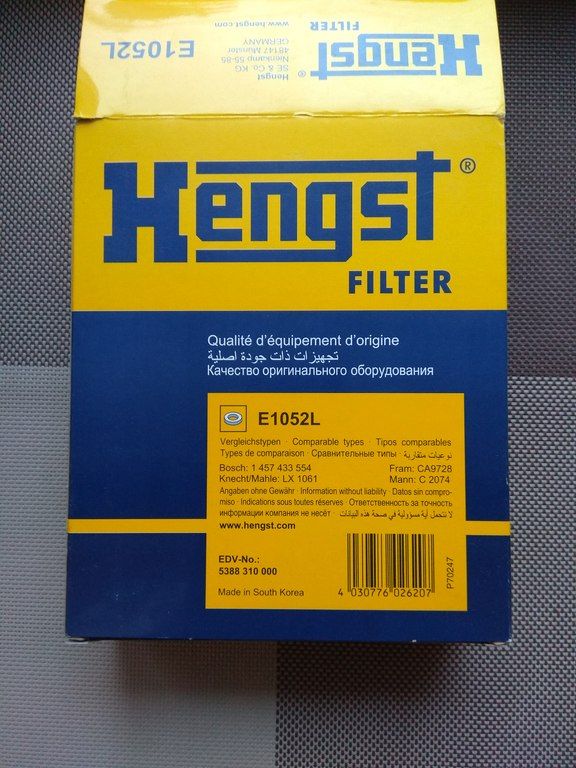 Hengst®
FILTER
Hengst
SE & Co. KG
Nienkamp 55-85
48147 Münster
GERMANY
www.hengst.com
E1052L
Hengst®
FILTER
Qualité d'équipement d'origine
تجهيزات ذات جودة اصلية
Качество оригинального оборудования
E1052L
Vergleichstypen · Comparable types · Tipos comparables
Types de comparaison · Сравнительные типы · نوعيات متقاربة
Bosch: 1 457 433 554 Fram: CA9728
Knecht/Mahle: LX 1061 Mann: C 2074
Angaben ohne Gewähr · Information without liability · Datos sin compro-
miso · Indications sous toutes réserves · Ответственность за точность
информации компания не несёт · لا نتحمل أية مسؤولية في صحة هذه البيانات
www.hengst.com
EDV-No.:
5388 310 000
Made in South Korea
4 030776 026207
P70247